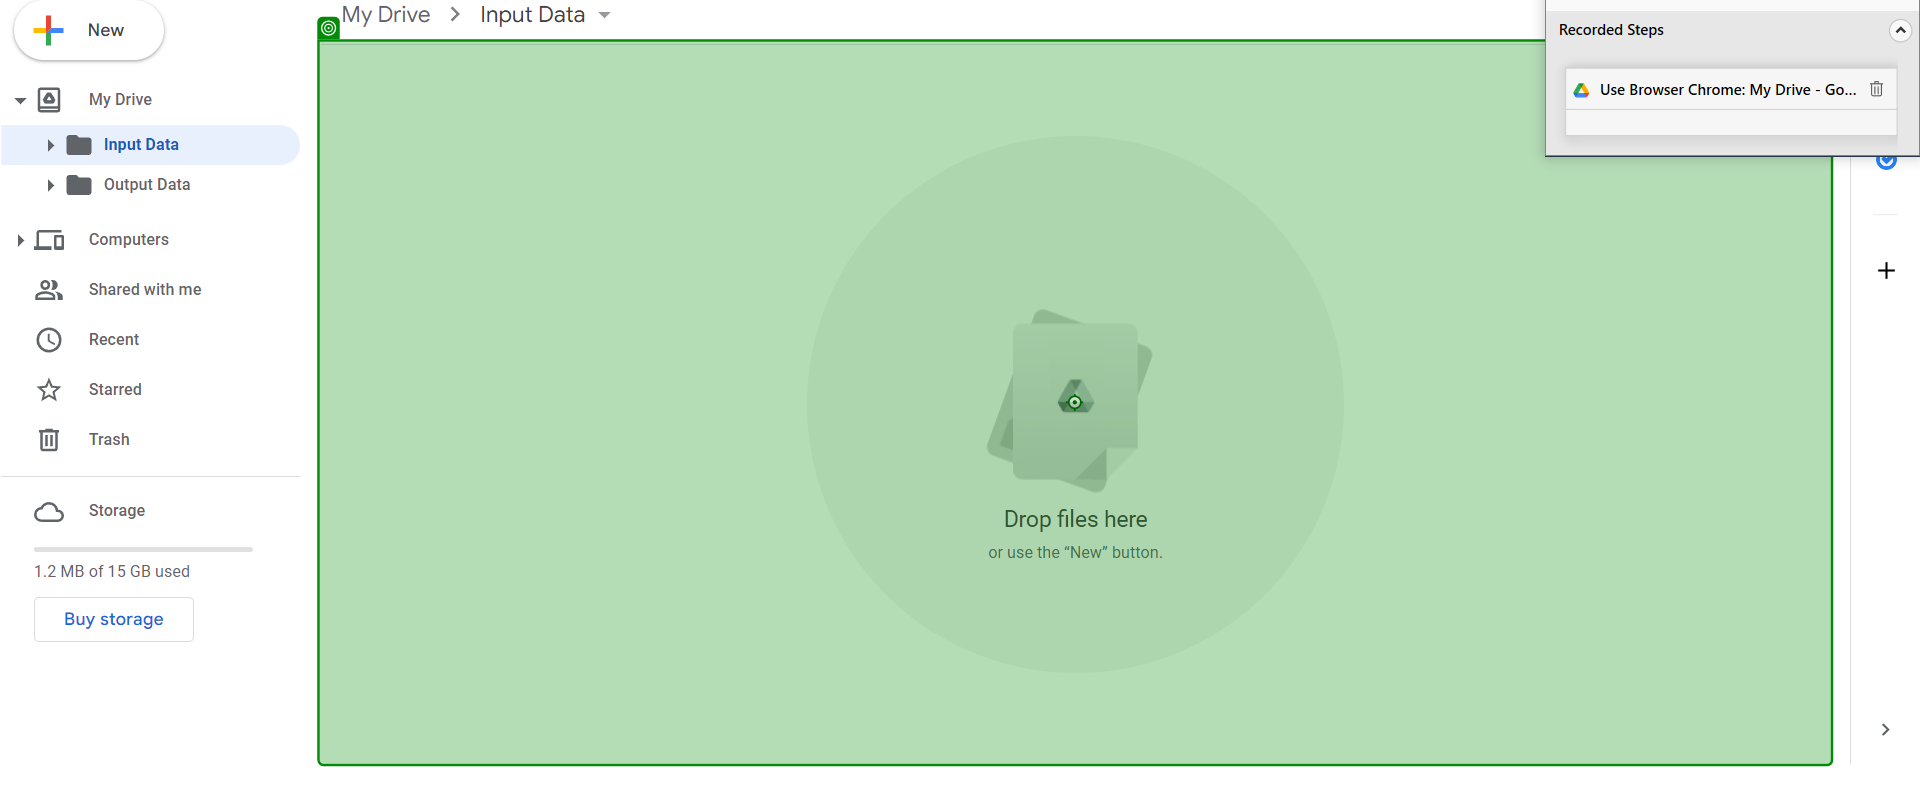 New
My Drive
Input Data
Output Data
Computers
Shared with me
Recent
Starred
Trash
Storage
1.2 MB of 15 GB used
Buy storage
My Drive > Input Data
Drop files here
or use the “New” button.
Recorded Steps
Use Browser Chrome: My Drive - Go...